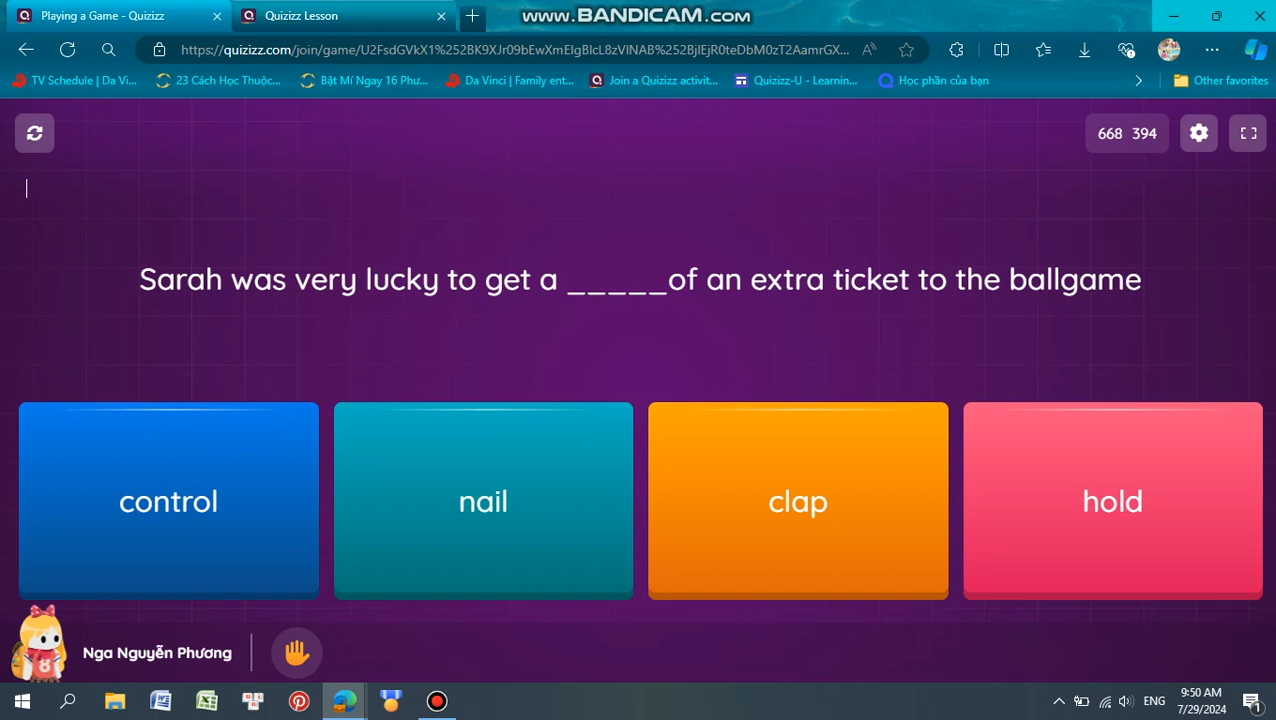 Playing a Game - Quizizz
Quizizz Lesson
www.BANDICAM.com
https://quizizz.com/join/game/
TV Schedule | Da Vi...
23 Cách Học Thuộc...
Bật Mí Ngay 16 Phư...
Da Vinci | Family ent...
Join a Quizizz activit...
Quizizz-U - Learnin...
Học phần của bạn
Other favorites
668 394
Sarah was very lucky to get a _____of an extra ticket to the ballgame
control
nail
clap
hold
Nga Nguyễn Phương
ENG
9:50 AM
7/29/2024
1